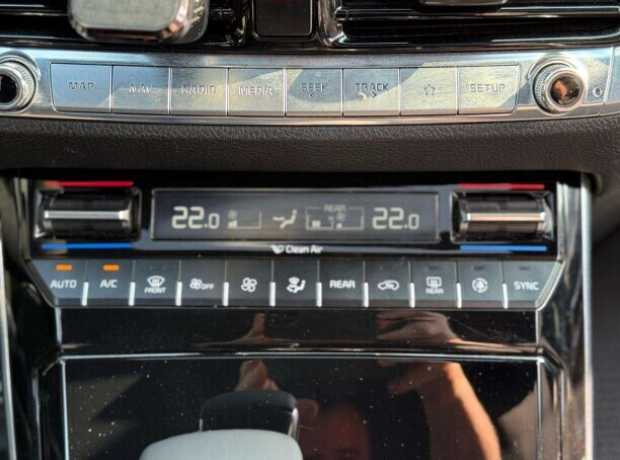 MAP NAV RADIO MEDIA SEEK TRACK SETUP
22.0 REAR 22.0
Clean Air
AUTO A/C FRONT OFF REAR REAR SYNC